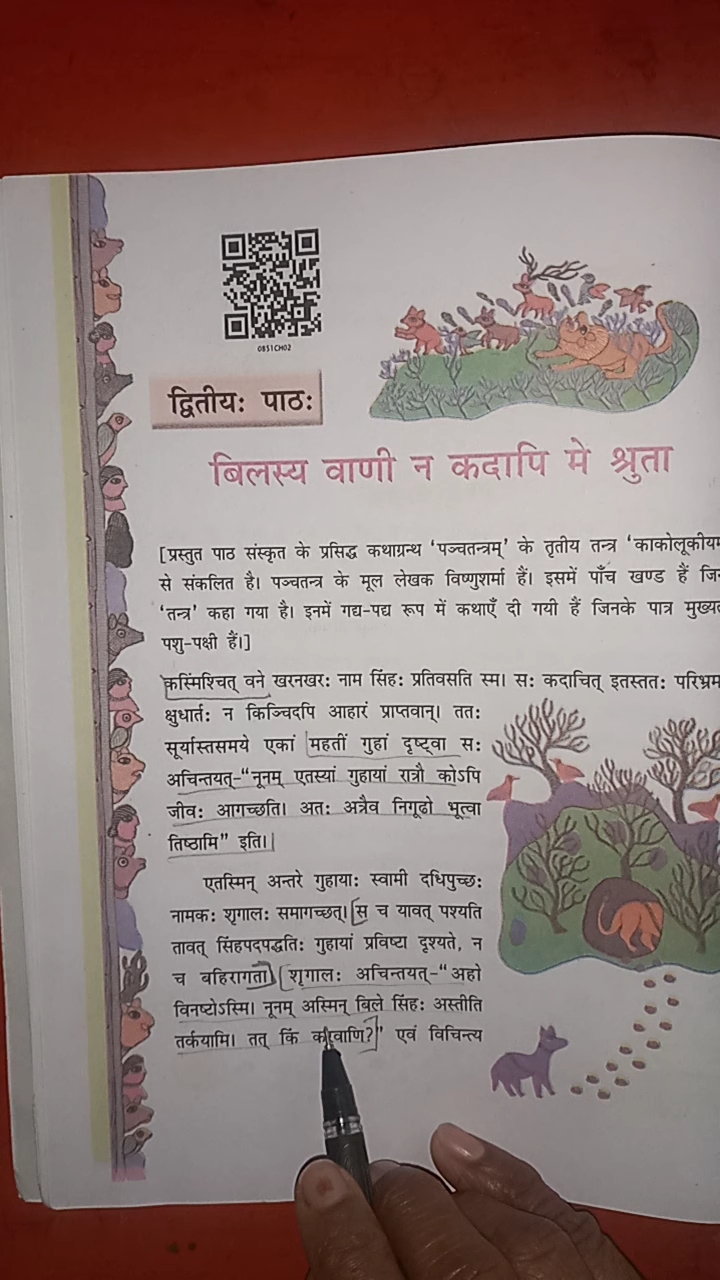 0851CH02
द्वितीयः पाठः
बिलस्य वाणी न कदापि मे श्रुता
[प्रस्तुत पाठ संस्कृत के प्रसिद्ध कथाग्रन्थ 'पञ्चतन्त्रम्' के तृतीय तन्त्र 'काकोलूकीयम
से संकलित है। पञ्चतन्त्र के मूल लेखक विष्णुशर्मा हैं। इसमें पाँच खण्ड हैं
'तन्त्र' कहा गया है। इनमें गद्य-पद्य रूप में कथाएँ दी गयी हैं जिनके पात्र
पशु-पक्षी हैं।]
कस्मिंश्चित् वने खरनखरः नाम सिंहः प्रतिवसति स्म। सः कदाचित् इतस्ततः परिभ्रम
क्षुधार्तः न किञ्चिदपि आहारं प्राप्तवान्। ततः
सूर्यास्तसमये एकां महतीं गुहां दृष्ट्वा सः
अचिन्तयत्-“नूनम् एतस्यां गुहायां रात्रौ कोऽपि
जीवः आगच्छति। अतः अत्रैव निगूढो भूत्वा
तिष्ठामि” इति।
एतस्मिन् अन्तरे गुहायाः स्वामी दधिपुच्छः
नामकः शृगालः समागच्छत्। स च यावत् पश्यति
तावत् सिंहपदपद्धतिः गुहायां प्रविष्टा दृश्यते, न
च बहिरागता। शृगालः अचिन्तयत्-“अहो
विनष्टोऽस्मि। नूनम् अस्मिन् बिले सिंहः अस्तीति
तर्कयामि। तत् किं करवाणि?” एवं विचिन्त्य